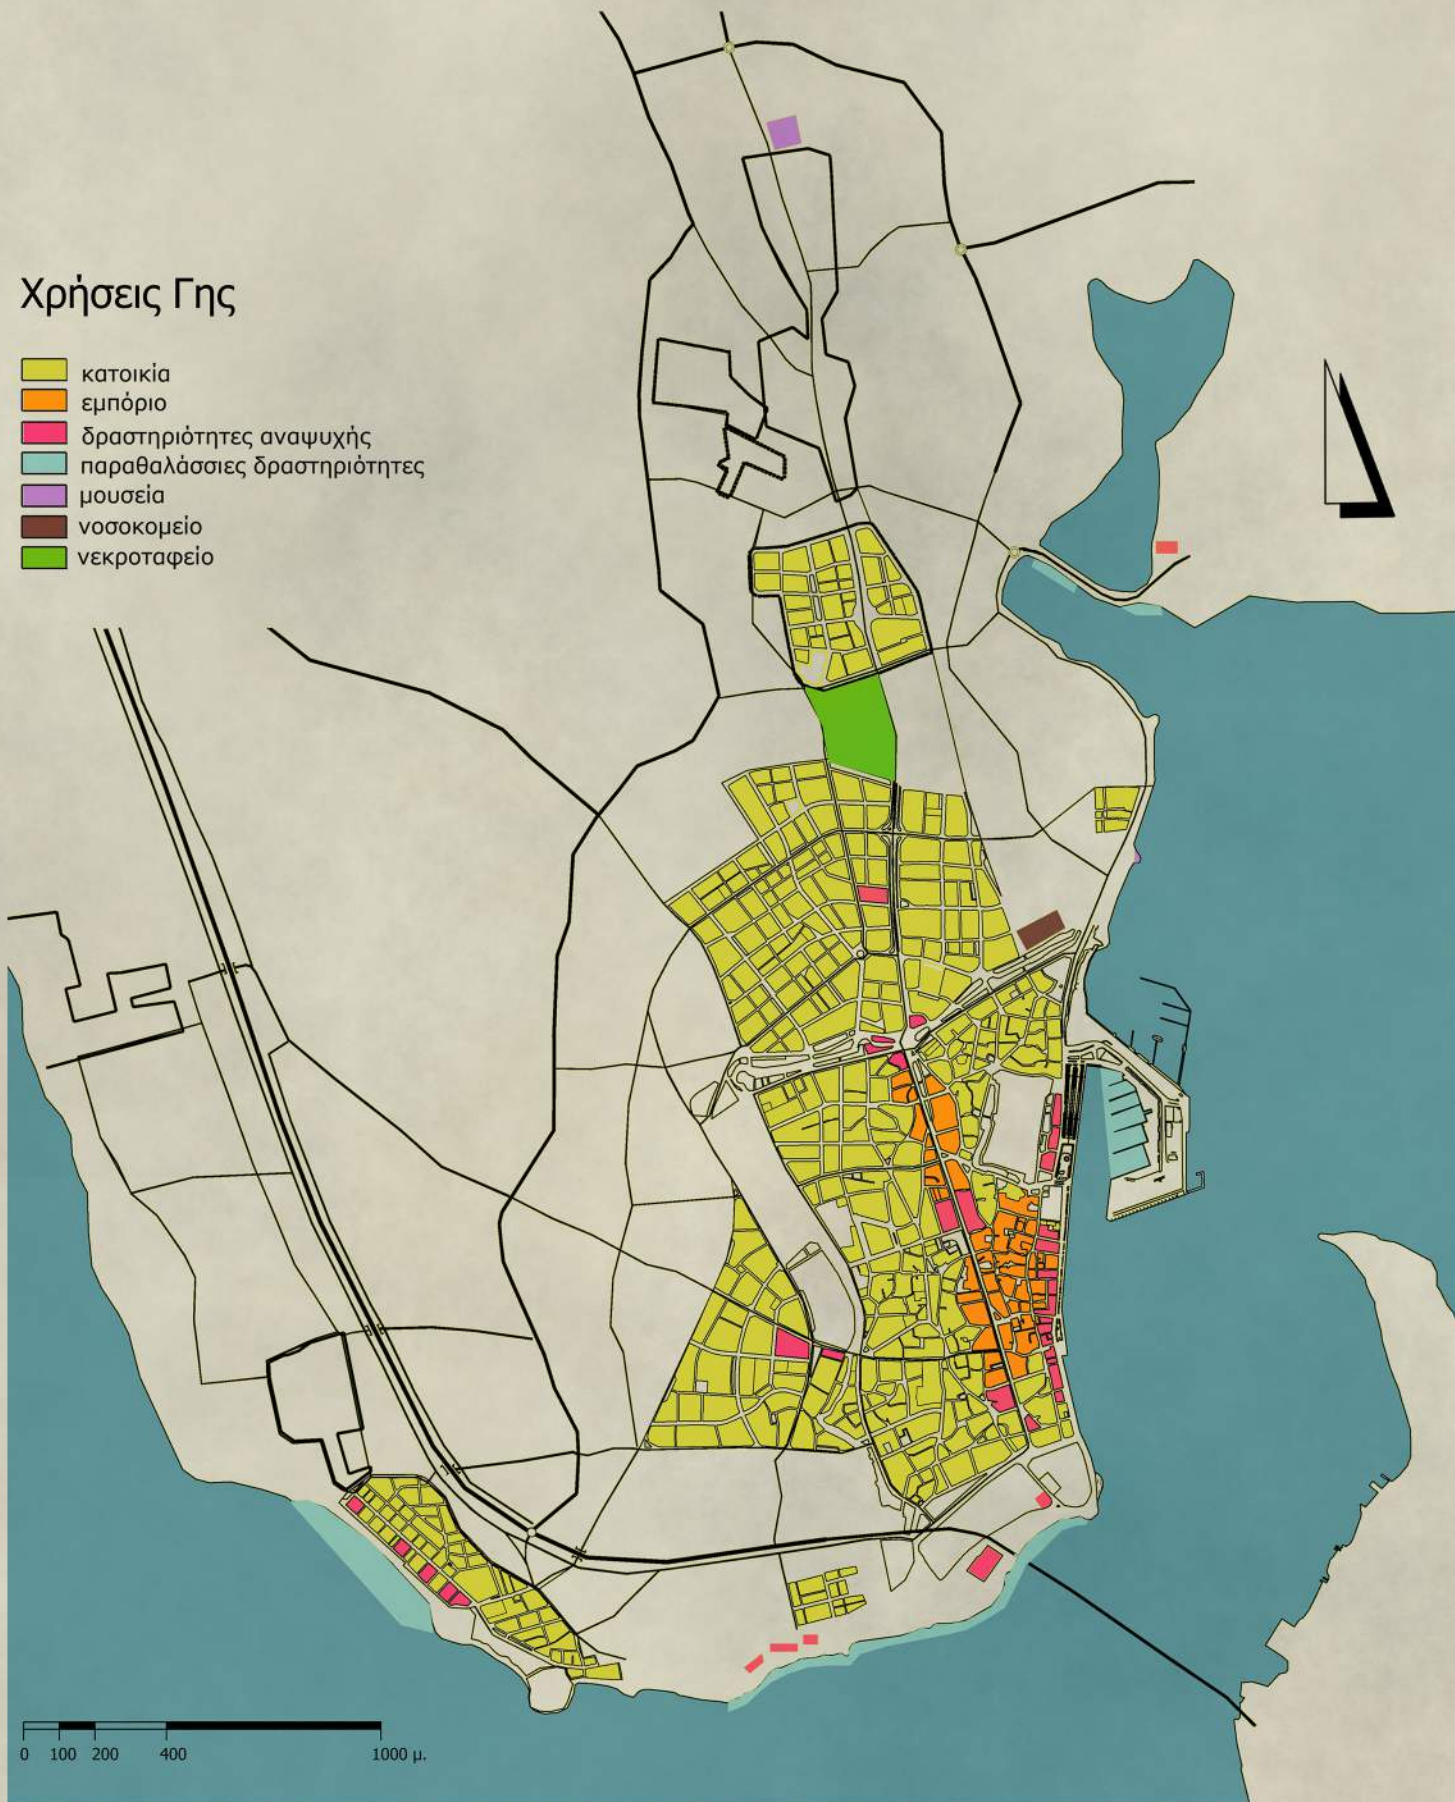 Χρήσεις Γης
κατοικία
εμπόριο
δραστηριότητες αναψυχής
παραθαλάσσιες δραστηριότητες
μουσεία
νοσοκομείο
νεκροταφείο
0 100 200 400 1000 μ.